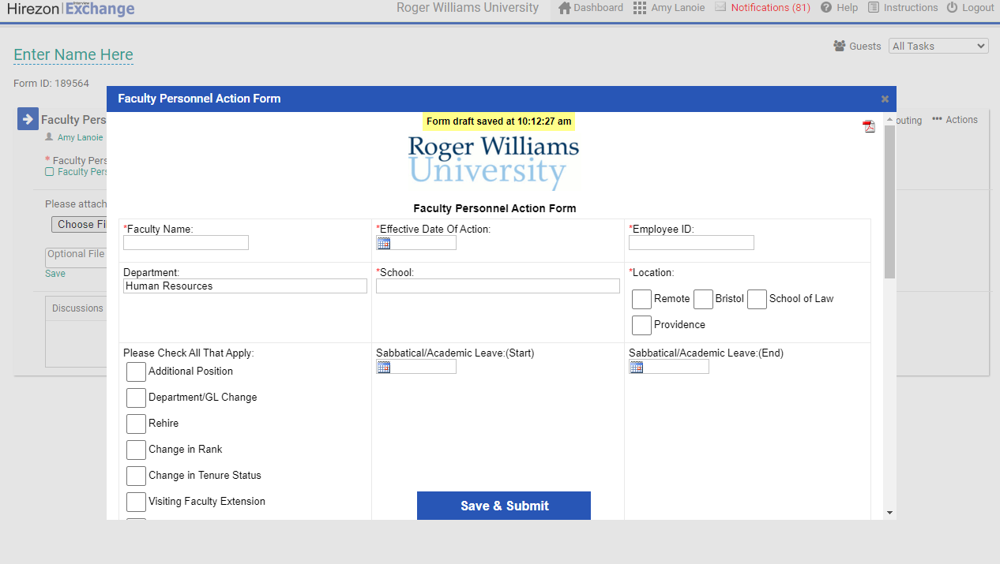 Hirezon Interview Exchange
Roger Williams University Dashboard Amy Lanoie Notifications (81) Help Instructions Logout
Enter Name Here
Guests All Tasks
Form ID: 189564
Faculty Personnel Action Form
Faculty Pers
outing Actions
Form draft saved at 10:12:27 am
Amy Lanoie
Roger Williams
University
* Faculty Pers
Faculty Pers
Please attach
Faculty Personnel Action Form
Choose Fi
*Faculty Name: *Effective Date Of Action: *Employee ID:
Optional File
Save
Department: *School: *Location:
Human Resources
Remote Bristol School of Law
Discussions
Providence
Please Check All That Apply: Sabbatical/Academic Leave:(Start) Sabbatical/Academic Leave:(End)
Additional Position
Department/GL Change
Rehire
Change in Rank
Change in Tenure Status
Visiting Faculty Extension
Save & Submit